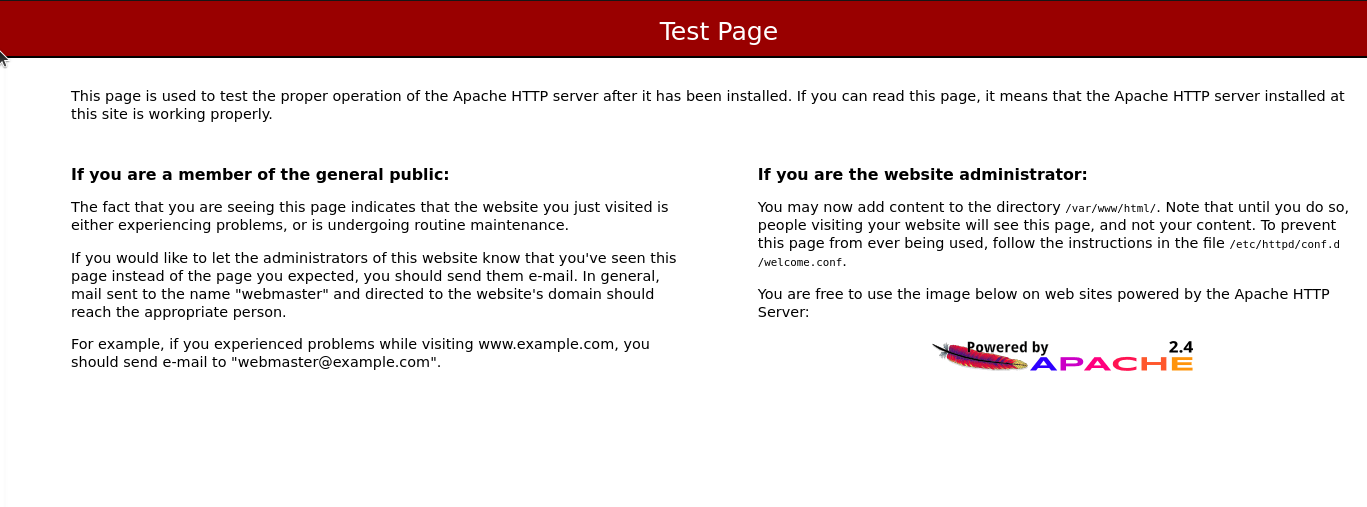 Test Page
This page is used to test the proper operation of the Apache HTTP server after it has been installed. If you can read this page, it means that the Apache HTTP server installed at
this site is working properly.
If you are a member of the general public:
The fact that you are seeing this page indicates that the website you just visited is
either experiencing problems, or is undergoing routine maintenance.
If you would like to let the administrators of this website know that you've seen this
page instead of the page you expected, you should send them e-mail. In general,
mail sent to the name "webmaster" and directed to the website's domain should
reach the appropriate person.
For example, if you experienced problems while visiting www.example.com, you
should send e-mail to "webmaster@example.com".
If you are the website administrator:
You may now add content to the directory /var/www/html/. Note that until you do so,
people visiting your website will see this page, and not your content. To prevent
this page from ever being used, follow the instructions in the file /etc/httpd/conf.d
/welcome.conf.
You are free to use the image below on web sites powered by the Apache HTTP
Server:
Powered by 2.4
APACHE